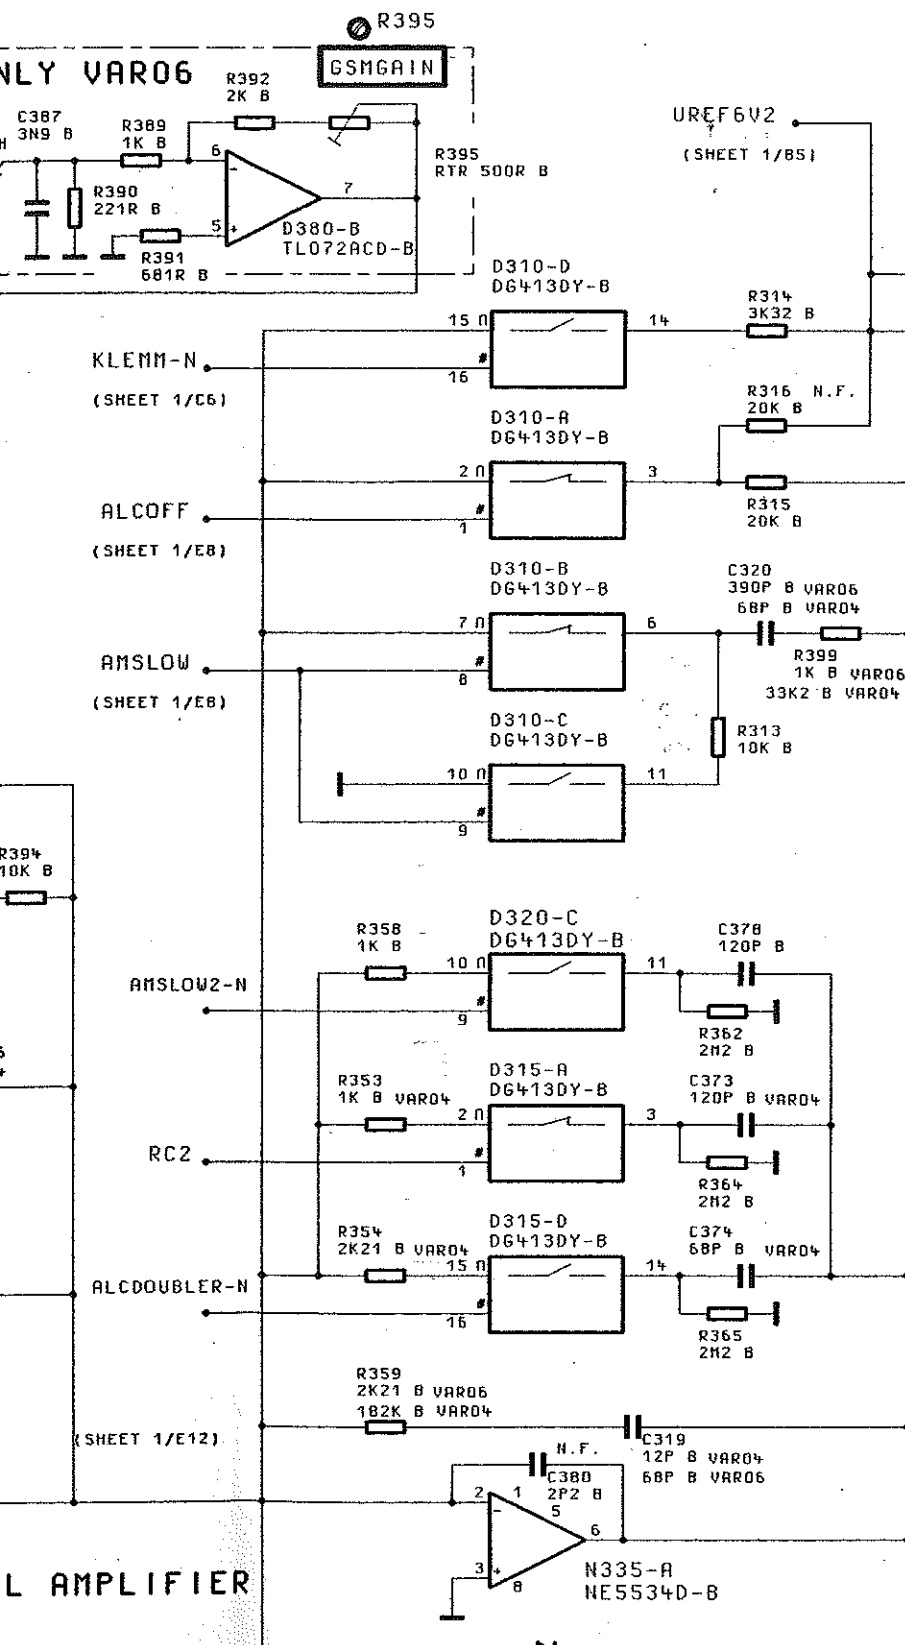 R395
NLY VAR06
GSMGAIN
R392
2K B
C387
3N9 B
R389
1K B
H
6
-
R395
RTR 500R B
7
R390
221R B
5
+
D380-B
TL072ACD-B
R391
681R B
UREF6V2
(SHEET 1/B5)
D310-D
DG413DY-B
R314
3K32 B
15 n
14
KLEMM-N
#
16
(SHEET 1/C6)
R316 N.F.
20K B
D310-A
DG413DY-B
2 n
3
R315
20K B
ALCOFF
#
1
(SHEET 1/E8)
D310-B
DG413DY-B
C320
390P B VAR06
68P B VAR04
7 n
6
AMSLOW
#
8
R399
1K B VAR06
33K2 B VAR04
(SHEET 1/E8)
D310-C
DG413DY-B
R313
10K B
10 n
11
#
9
R394
10K B
D320-C
DG413DY-B
R358
1K B
C378
120P B
10 n
11
AMSLOW2-N
#
9
R362
2M2 B
D315-A
DG413DY-B
R353
1K B VAR04
C373
120P B VAR04
2 n
3
RC2
#
1
R364
2M2 B
D315-D
DG413DY-B
R354
2K21 B VAR04
C374
68P B VAR04
15 n
14
ALCDOUBLER-N
#
16
R365
2M2 B
R359
2K21 B VAR06
182K B VAR04
(SHEET 1/E12)
C319
12P B VAR04
68P B VAR06
N.F.
C380
2P2 B
2
-
1
5
6
3
+
8
N335-A
NE5534D-B
L AMPLIFIER